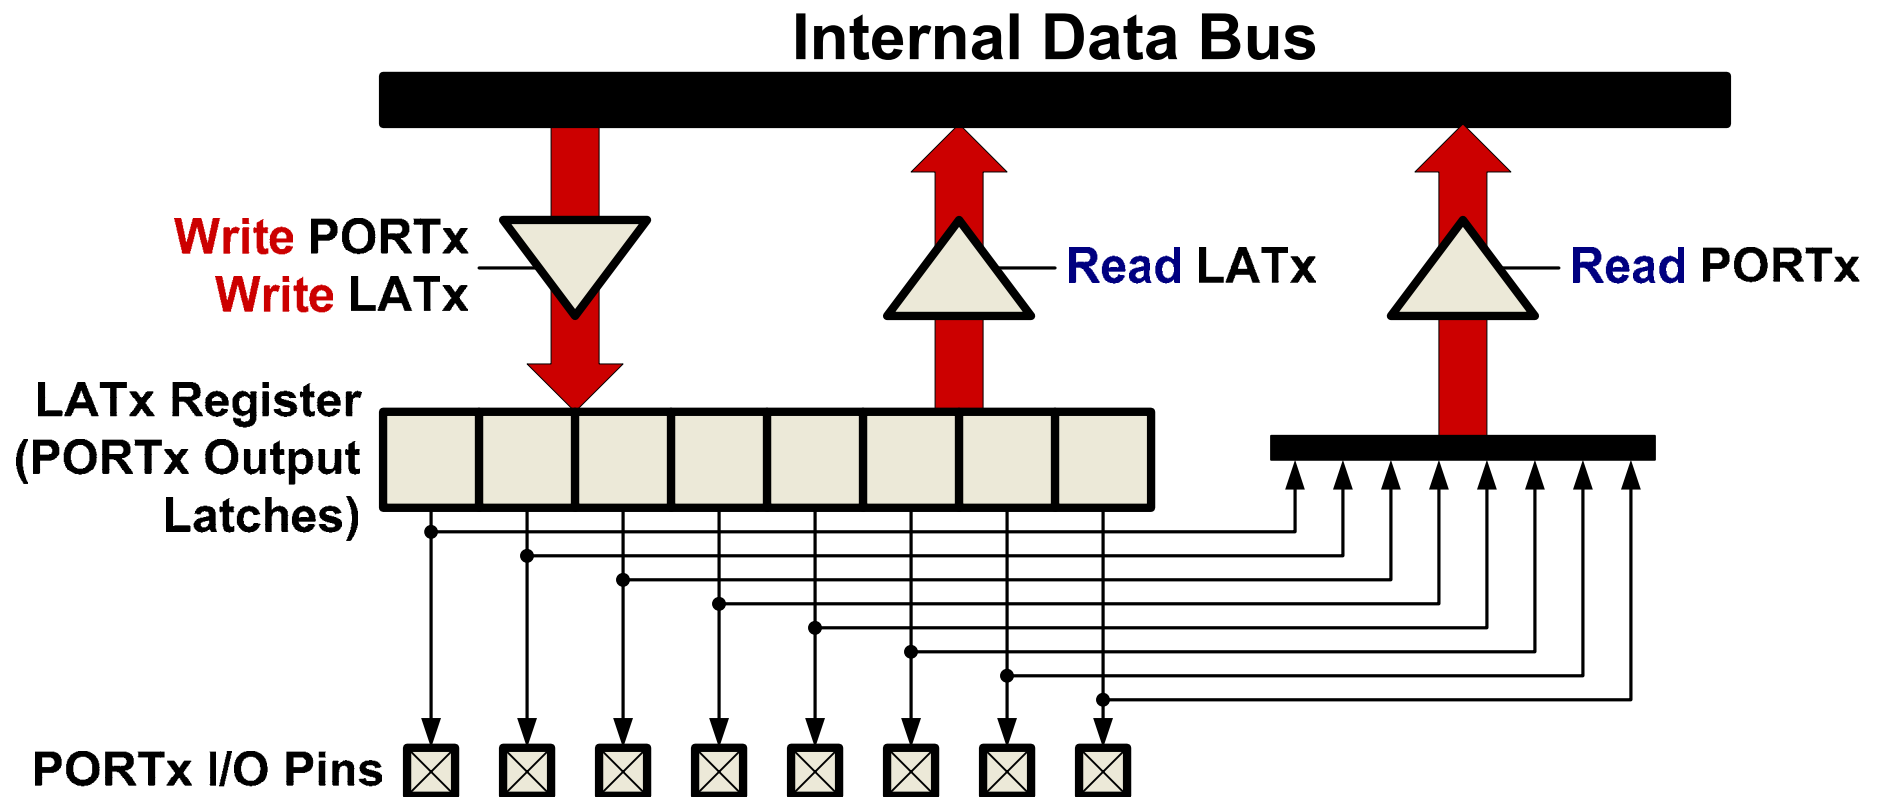 Internal Data Bus
Write PORTx
Write LATx
Read LATx
Read PORTx
LATx Register
(PORTx Output
Latches)
PORTx I/O Pins